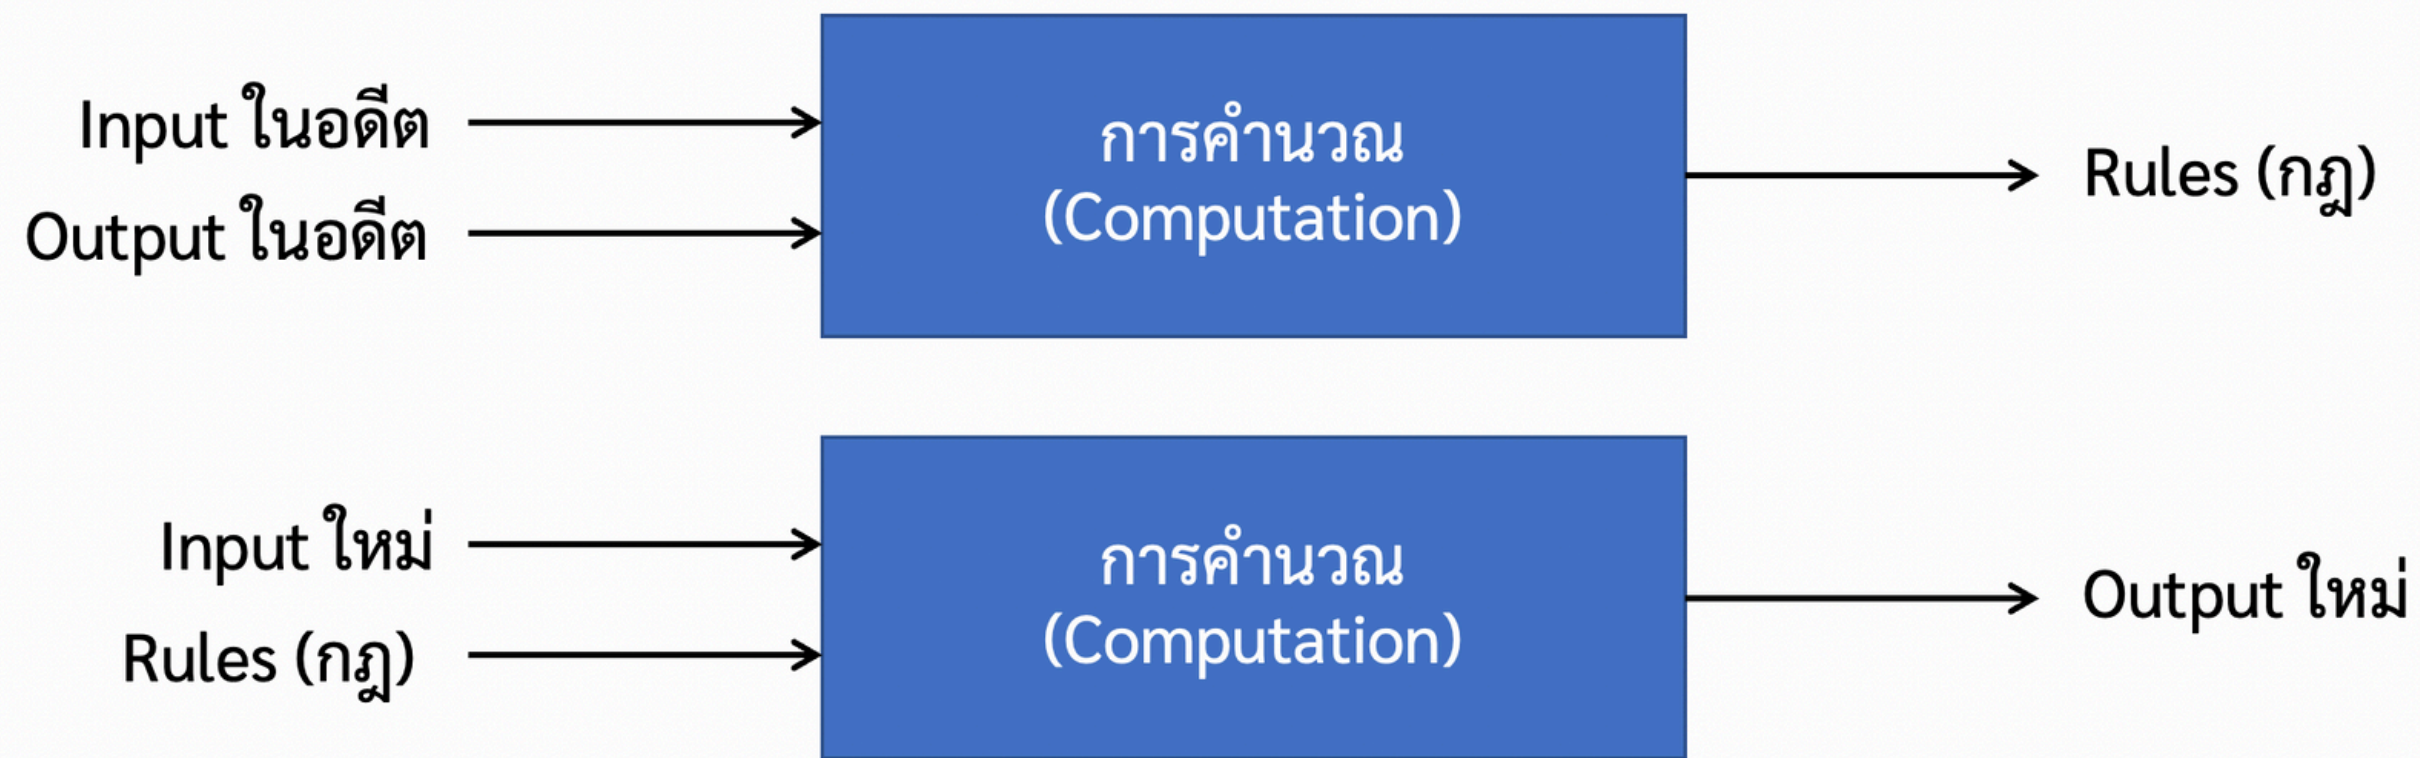 Input ในอดีต
Output ในอดีต
การคำนวณ
(Computation)
Rules (กฎ)
Input ใหม่
Rules (กฎ)
การคำนวณ
(Computation)
Output ใหม่